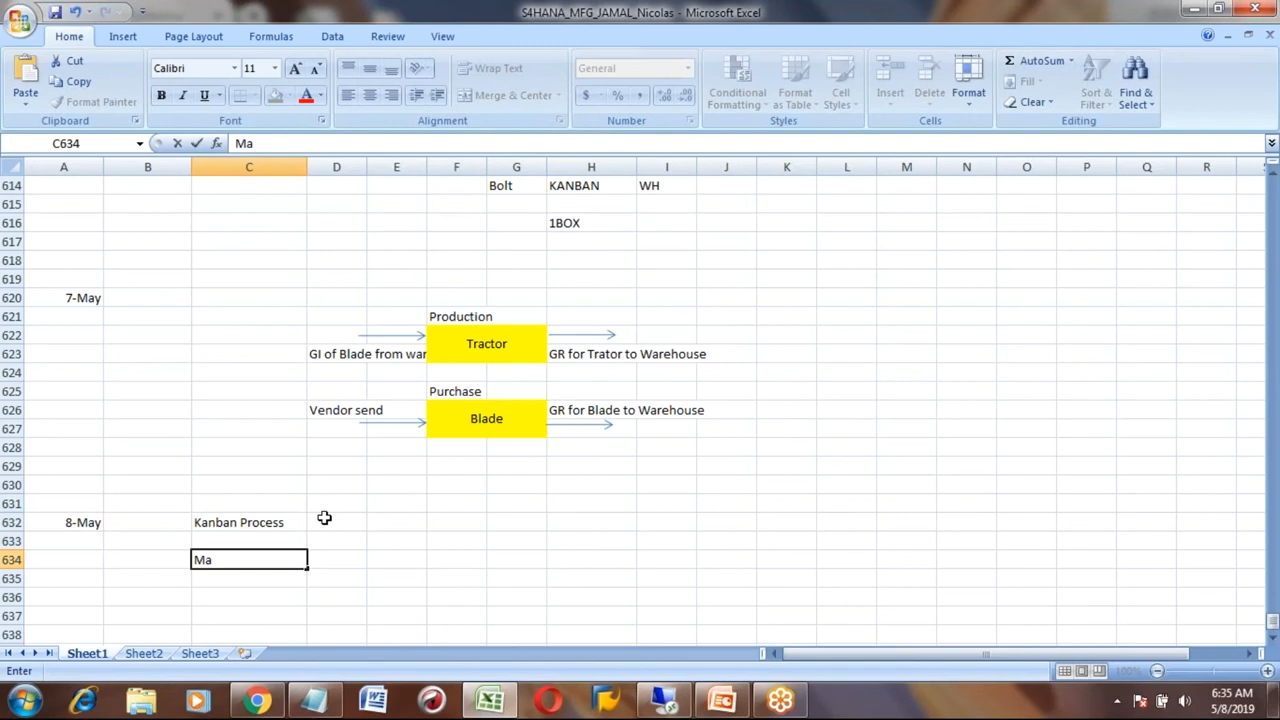 S4HANA_MFG_JAMAL_Nicolas - Microsoft Excel
Home Insert Page Layout Formulas Data Review View
Paste Cut Copy Format Painter Clipboard
Calibri 11 B I U A A A Font
Wrap Text Merge & Center Alignment
General $ % , Number
Conditional Formatting Format as Table Cell Styles Styles
Insert Delete Format Cells
Σ AutoSum Fill Clear Sort & Filter Find & Select Editing
C634 fx Ma
A B C D E F G H I J K L M N O P Q R
614 Bolt KANBAN WH
615
616 1BOX
617
618
619
620 7-May
621 Production
622 Tractor
623 GI of Blade from war GR for Trator to Warehouse
624
625 Purchase
626 Vendor send Blade GR for Blade to Warehouse
627
628
629
630
631
632 8-May Kanban Process
633
634 Ma
635
636
637
638
Sheet1 Sheet2 Sheet3
Enter 100%
6:35 AM
5/8/2019